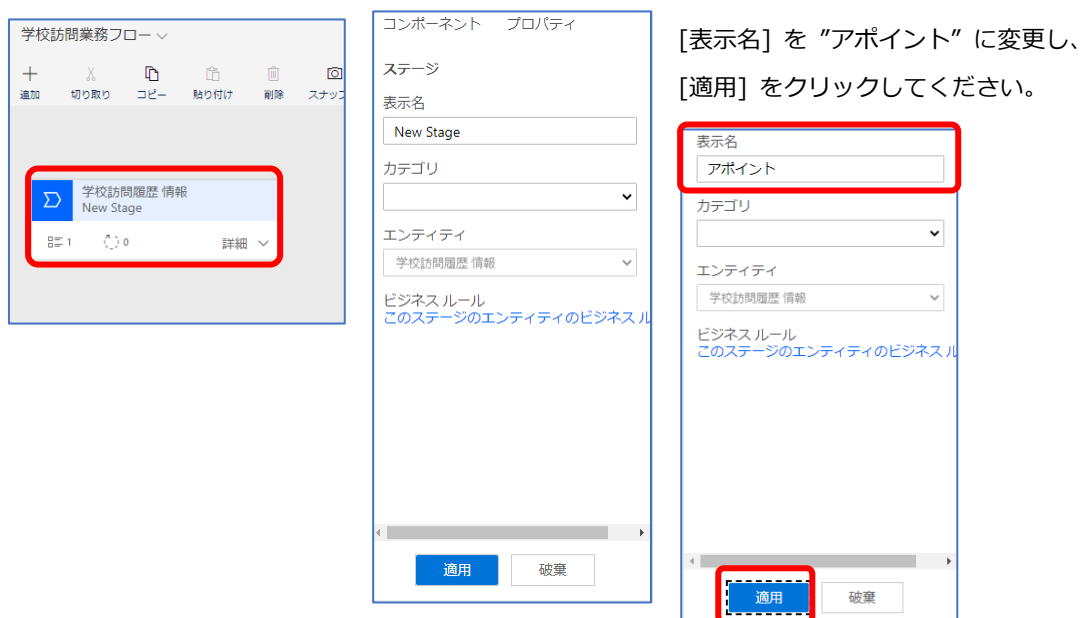 学校訪問業務フロー
追加 切り取り コピー 貼り付け 削除 スナップ
学校訪問履歴 情報
New Stage
1 0 詳細
コンポーネント プロパティ
ステージ
表示名
New Stage
カテゴリ
エンティティ
学校訪問履歴 情報
ビジネス ルール
このステージのエンティティのビジネス ル
適用 破棄
[表示名] を ”アポイント” に変更し、
[適用] をクリックしてください。
表示名
アポイント
カテゴリ
エンティティ
学校訪問履歴 情報
ビジネス ルール
このステージのエンティティのビジネス ル
適用 破棄